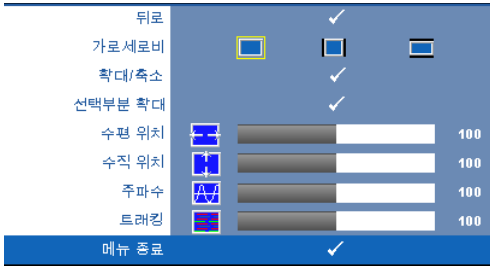 뒤로
가로세로비
확대/축소
선택부분 확대
수평 위치 100
수직 위치 100
주파수 100
트래킹 100
메뉴 종료